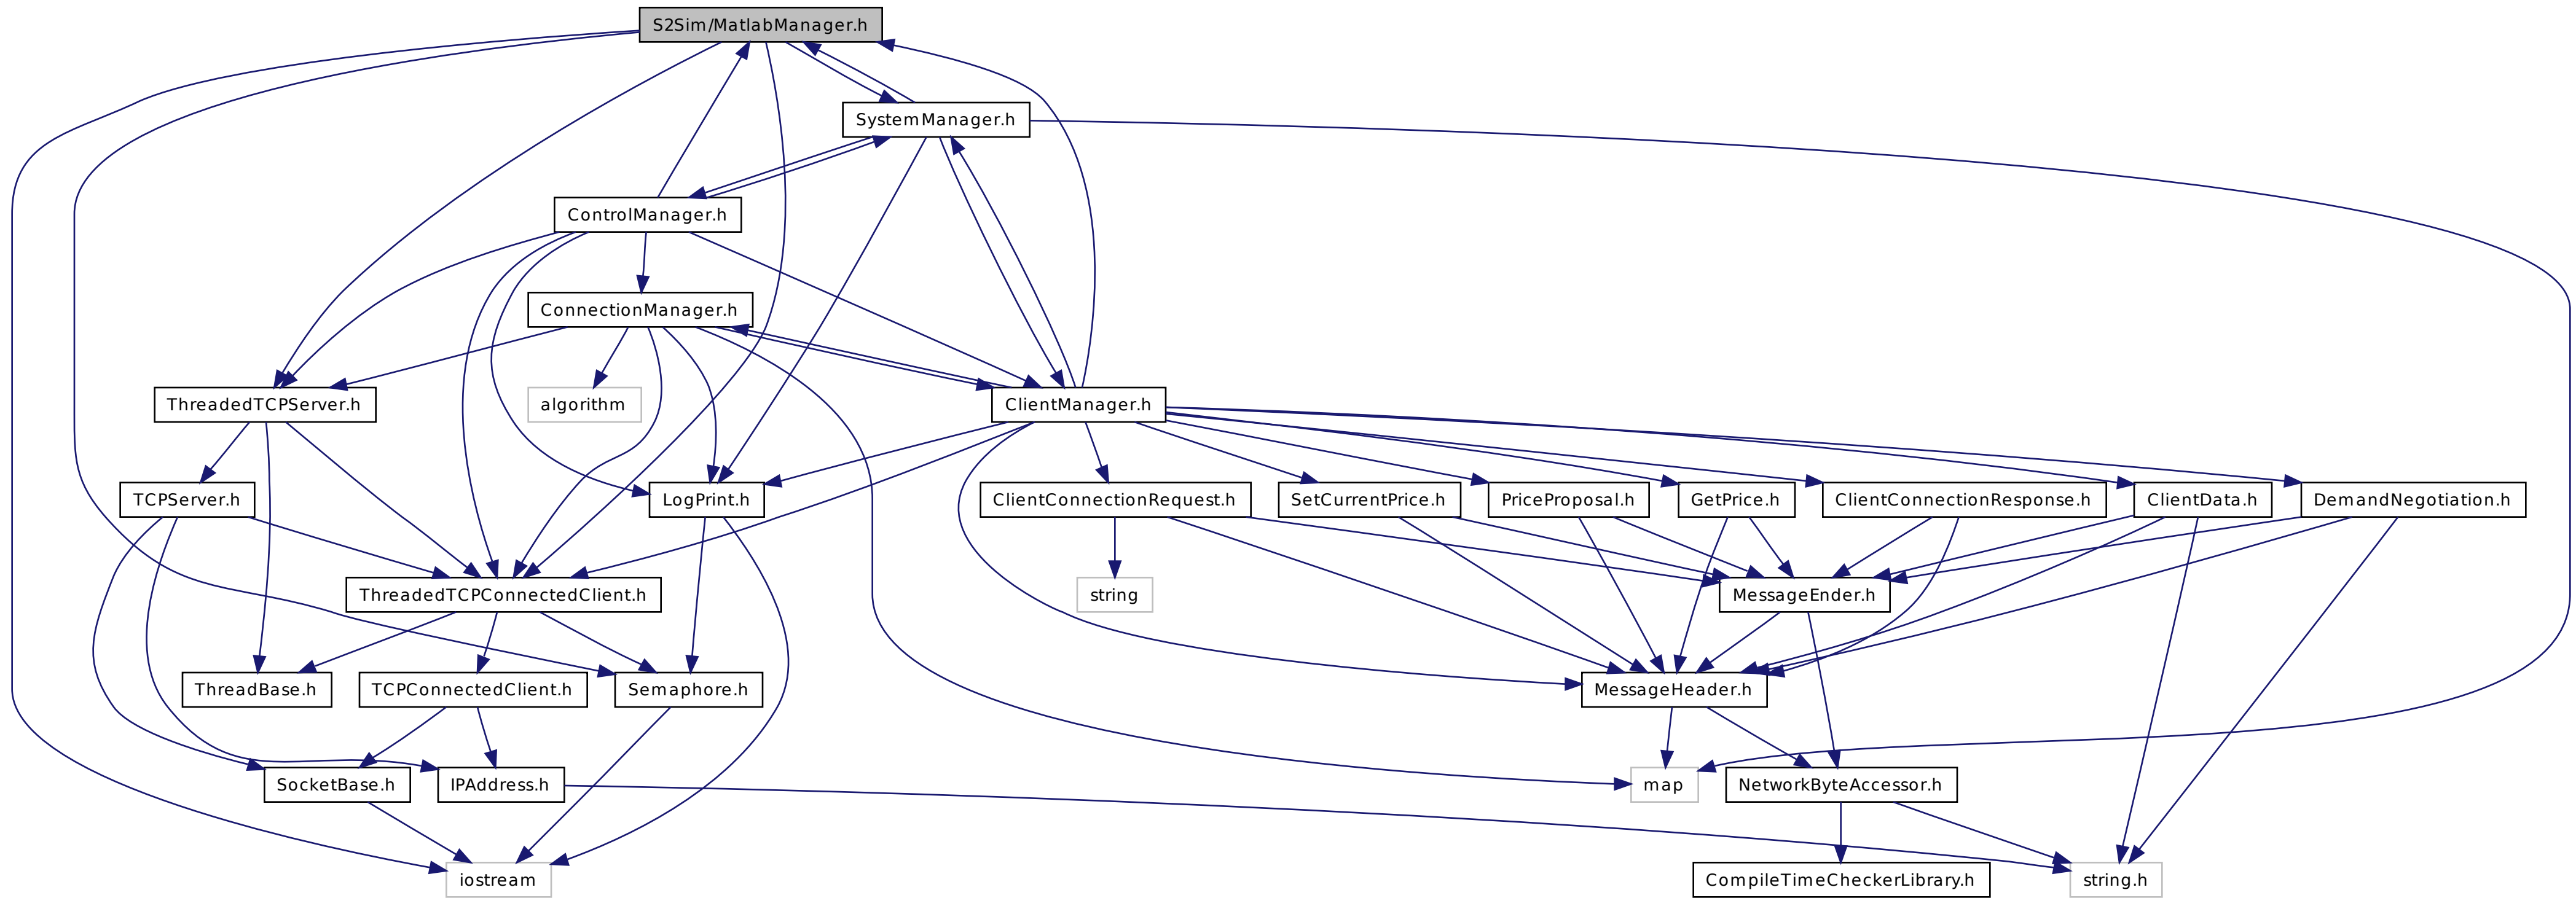 S2Sim/MatlabManager.h
SystemManager.h
ControlManager.h
ConnectionManager.h
ThreadedTCPServer.h
algorithm
ClientManager.h
TCPServer.h
LogPrint.h
ClientConnectionRequest.h
SetCurrentPrice.h
PriceProposal.h
GetPrice.h
ClientConnectionResponse.h
ClientData.h
DemandNegotiation.h
ThreadedTCPConnectedClient.h
string
MessageEnder.h
ThreadBase.h
TCPConnectedClient.h
Semaphore.h
MessageHeader.h
SocketBase.h
IPAddress.h
map
NetworkByteAccessor.h
iostream
CompileTimeCheckerLibrary.h
string.h